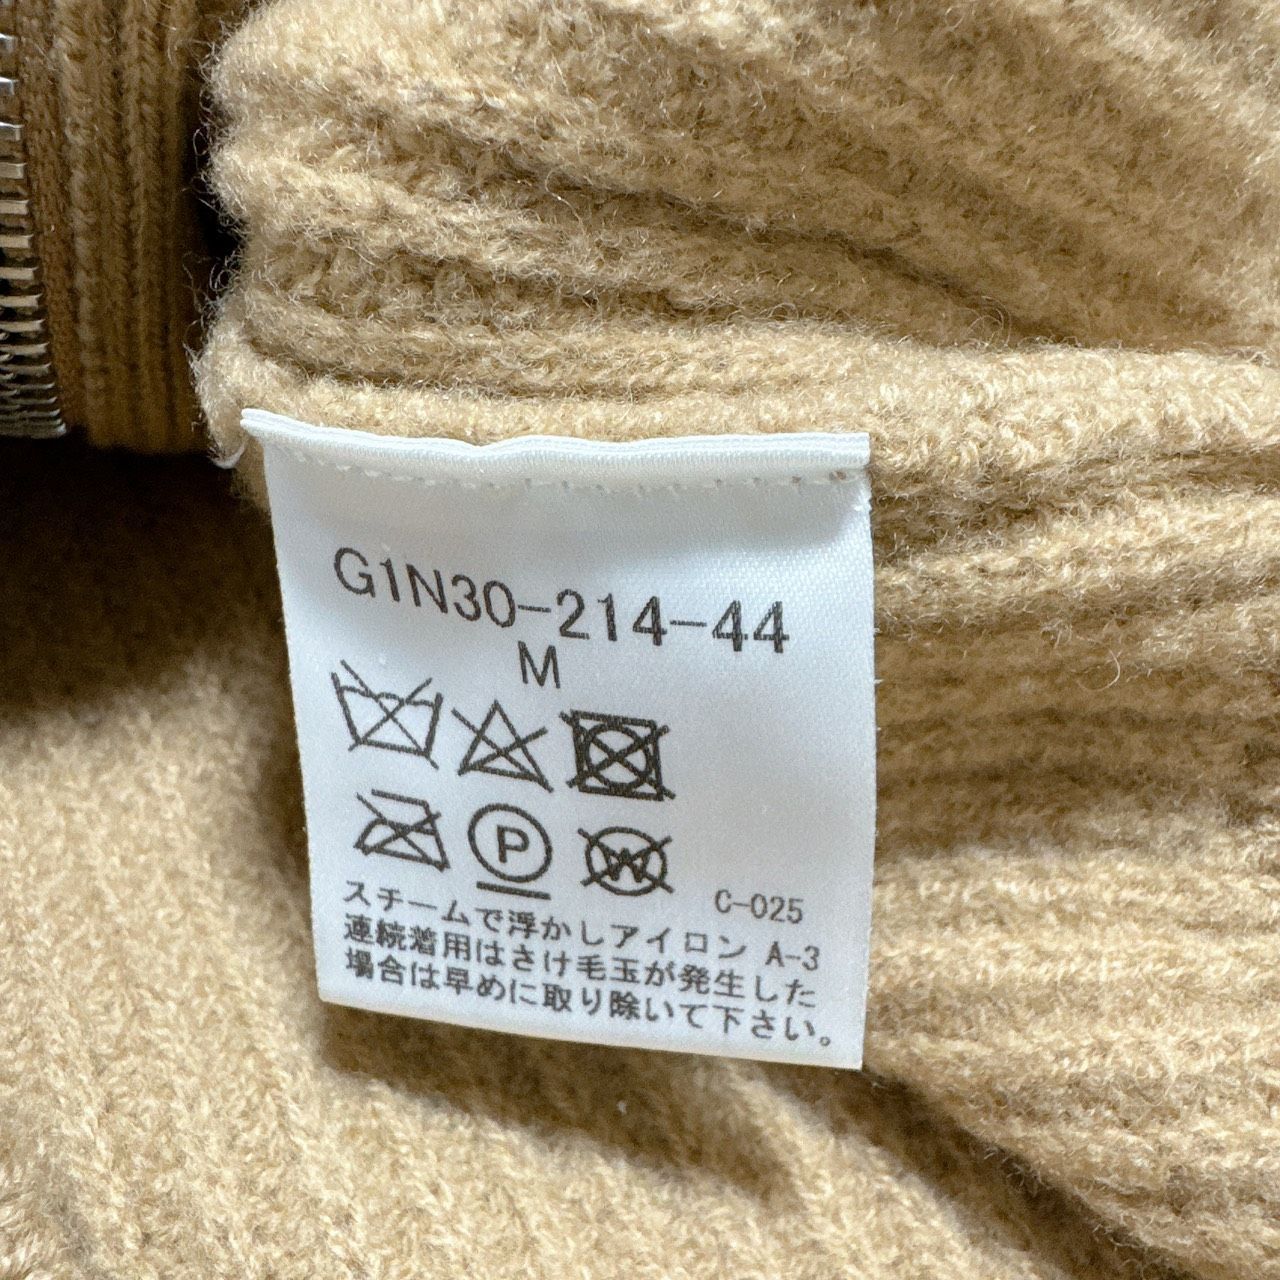 G1N30-214-44
M
P
W
C-025
スチームで浮かしアイロン A-3
連続着用はさけ毛玉が発生した
場合は早めに取り除いて下さい。